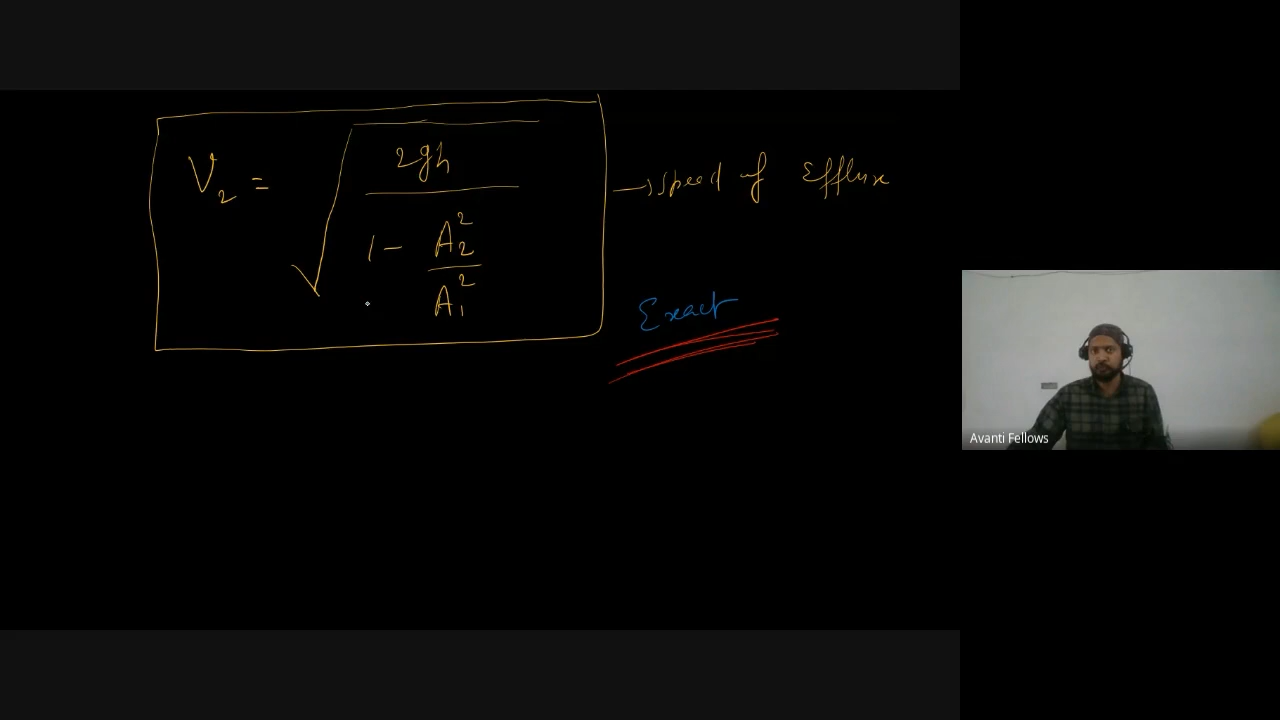 V₂ = √(2gh / (1 - A₂² / A₁²)) → speed of Efflux
Exact
Avanti Fellows